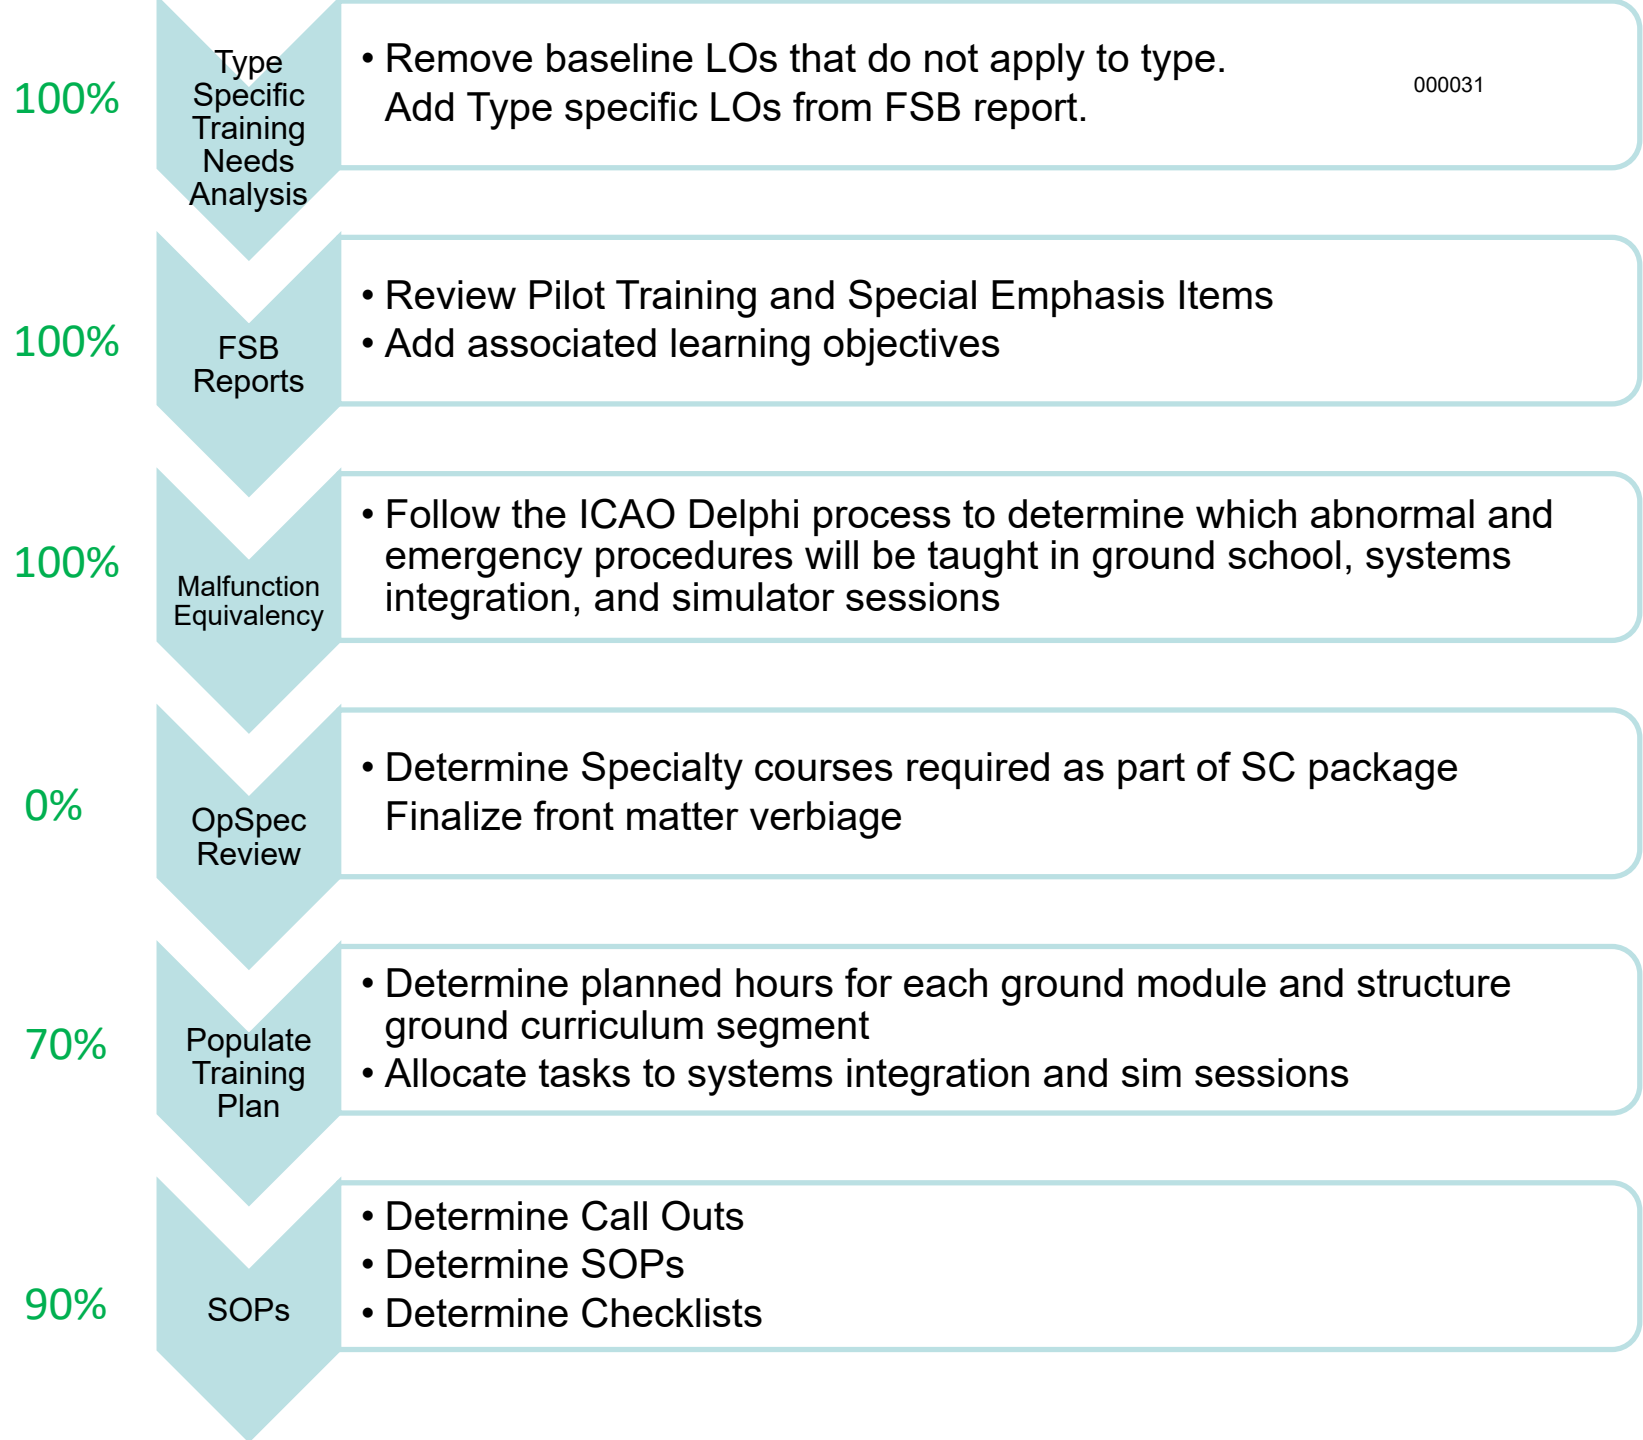 100%
Type
Specific
Training
Needs
Analysis
• Remove baseline LOs that do not apply to type.
Add Type specific LOs from FSB report.
000031
100%
FSB
Reports
• Review Pilot Training and Special Emphasis Items
• Add associated learning objectives
100%
Malfunction
Equivalency
• Follow the ICAO Delphi process to determine which abnormal and
emergency procedures will be taught in ground school, systems
integration, and simulator sessions
0%
OpSpec
Review
• Determine Specialty courses required as part of SC package
Finalize front matter verbiage
70%
Populate
Training
Plan
• Determine planned hours for each ground module and structure
ground curriculum segment
• Allocate tasks to systems integration and sim sessions
90%
SOPs
• Determine Call Outs
• Determine SOPs
• Determine Checklists